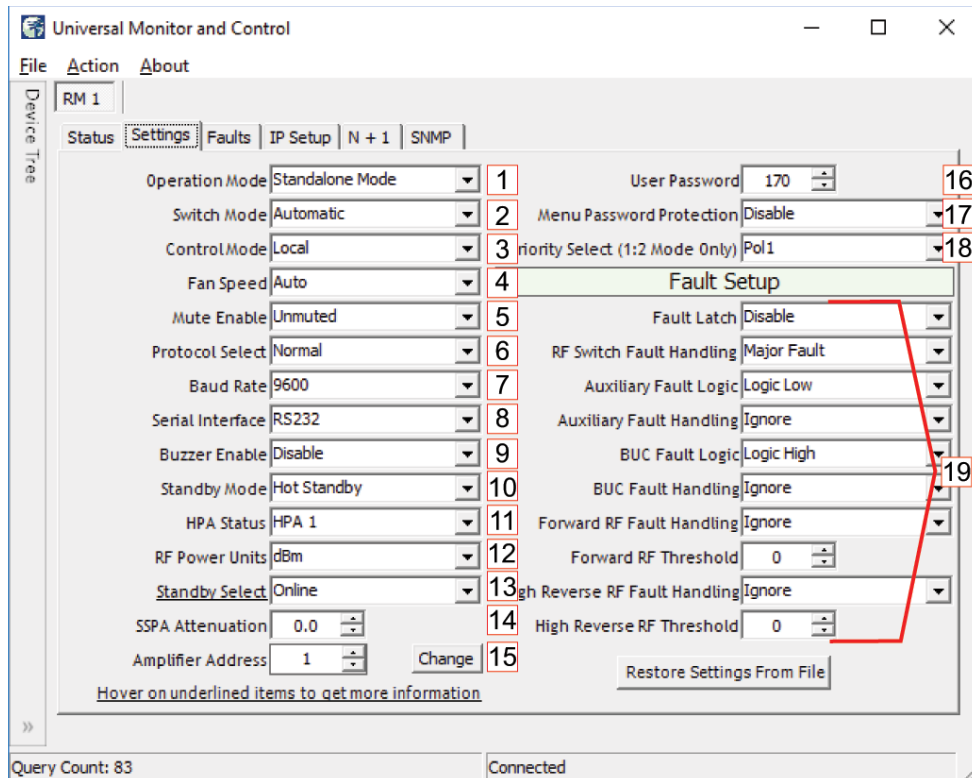 Universal Monitor and Control
File Action About
Device Tree
RM 1
Status Settings Faults IP Setup N + 1 SNMP
Operation Mode Standalone Mode 1
Switch Mode Automatic 2
Control Mode Local 3
Fan Speed Auto 4
Mute Enable Unmuted 5
Protocol Select Normal 6
Baud Rate 9600 7
Serial Interface RS232 8
Buzzer Enable Disable 9
Standby Mode Hot Standby 10
HPA Status HPA 1 11
RF Power Units dBm 12
Standby Select Online 13
SSPA Attenuation 0.0 14
Amplifier Address 1 Change 15
Hover on underlined items to get more information
User Password 170 16
Menu Password Protection Disable 17
riority Select (1:2 Mode Only) Pol1 18
Fault Setup
Fault Latch Disable
RF Switch Fault Handling Major Fault
Auxiliary Fault Logic Logic Low
Auxiliary Fault Handling Ignore
BUC Fault Logic Logic High
19
BUC Fault Handling Ignore
Forward RF Fault Handling Ignore
Forward RF Threshold 0
gh Reverse RF Fault Handling Ignore
High Reverse RF Threshold 0
Restore Settings From File
»
Query Count: 83 Connected